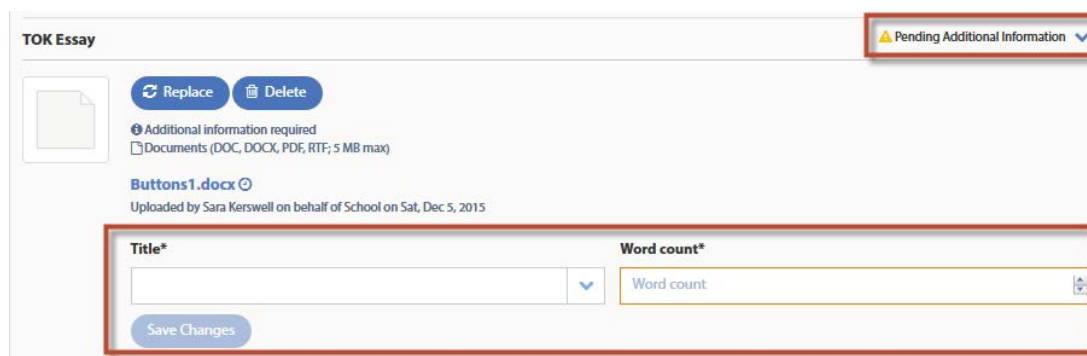 TOK Essay
Pending Additional Information
Replace
Delete
Additional information required
Documents (DOC, DOCX, PDF, RTF; 5 MB max)
Buttons1.docx
Uploaded by Sara Kerswell on behalf of School on Sat, Dec 5, 2015
Title*
Word count*
Word count
Save Changes